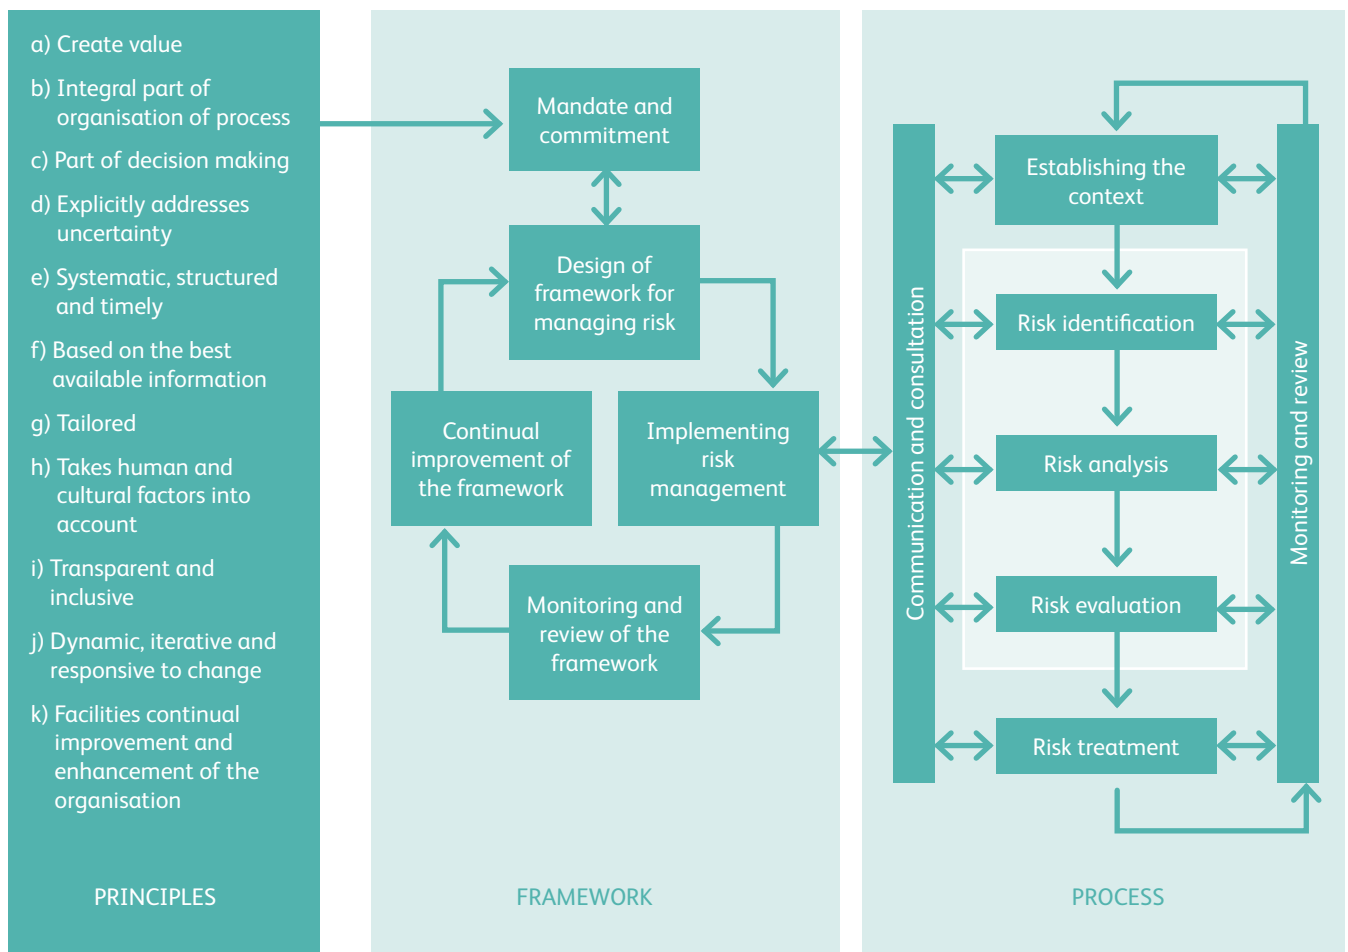 a) Create value
b) Integral part of
organisation of process
c) Part of decision making
d) Explicitly addresses
uncertainty
e) Systematic, structured
and timely
f) Based on the best
available information
g) Tailored
h) Takes human and
cultural factors into
account
i) Transparent and
inclusive
j) Dynamic, iterative and
responsive to change
k) Facilities continual
improvement and
enhancement of the
organisation
PRINCIPLES
Mandate and
commitment
Design of
framework for
managing risk
Continual
improvement of
the framework
Implementing
risk
management
Monitoring and
review of the
framework
FRAMEWORK
Communication and consultation
Establishing the
context
Risk identification
Risk analysis
Risk evaluation
Risk treatment
Monitoring and review
PROCESS